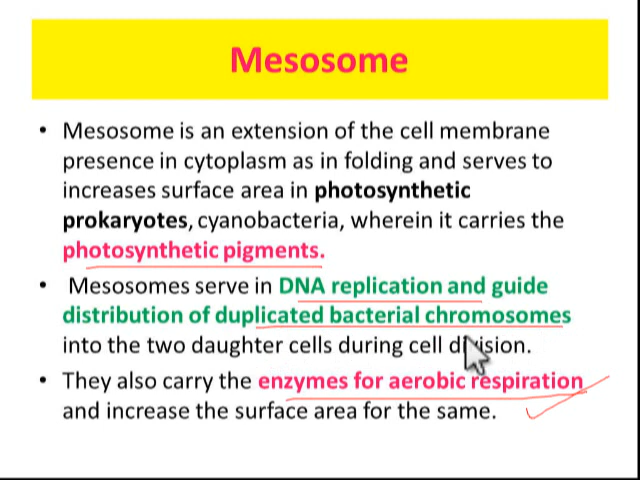 Mesosome
• Mesosome is an extension of the cell membrane
presence in cytoplasm as in folding and serves to
increases surface area in photosynthetic
prokaryotes, cyanobacteria, wherein it carries the
photosynthetic pigments.
• Mesosomes serve in DNA replication and guide
distribution of duplicated bacterial chromosomes
into the two daughter cells during cell division.
• They also carry the enzymes for aerobic respiration
and increase the surface area for the same.